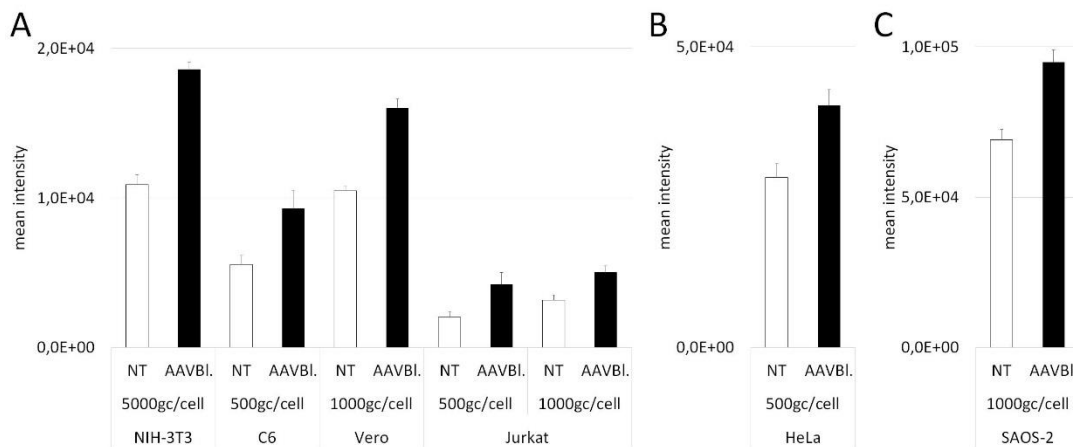 A
B
C
2,0E+04
1,0E+04
0,0E+00
mean intensity
NT AAVBl. NT AAVBl. NT AAVBl. NT AAVBl. NT AAVBl.
5000gc/cell 500gc/cell 1000gc/cell 500gc/cell 1000gc/cell
NIH-3T3 C6 Vero Jurkat
5,0E+04
0,0E+00
mean intensity
NT AAVBl.
500gc/cell
HeLa
1,0E+05
5,0E+04
0,0E+00
mean intensity
NT AAVBl.
1000gc/cell
SAOS-2